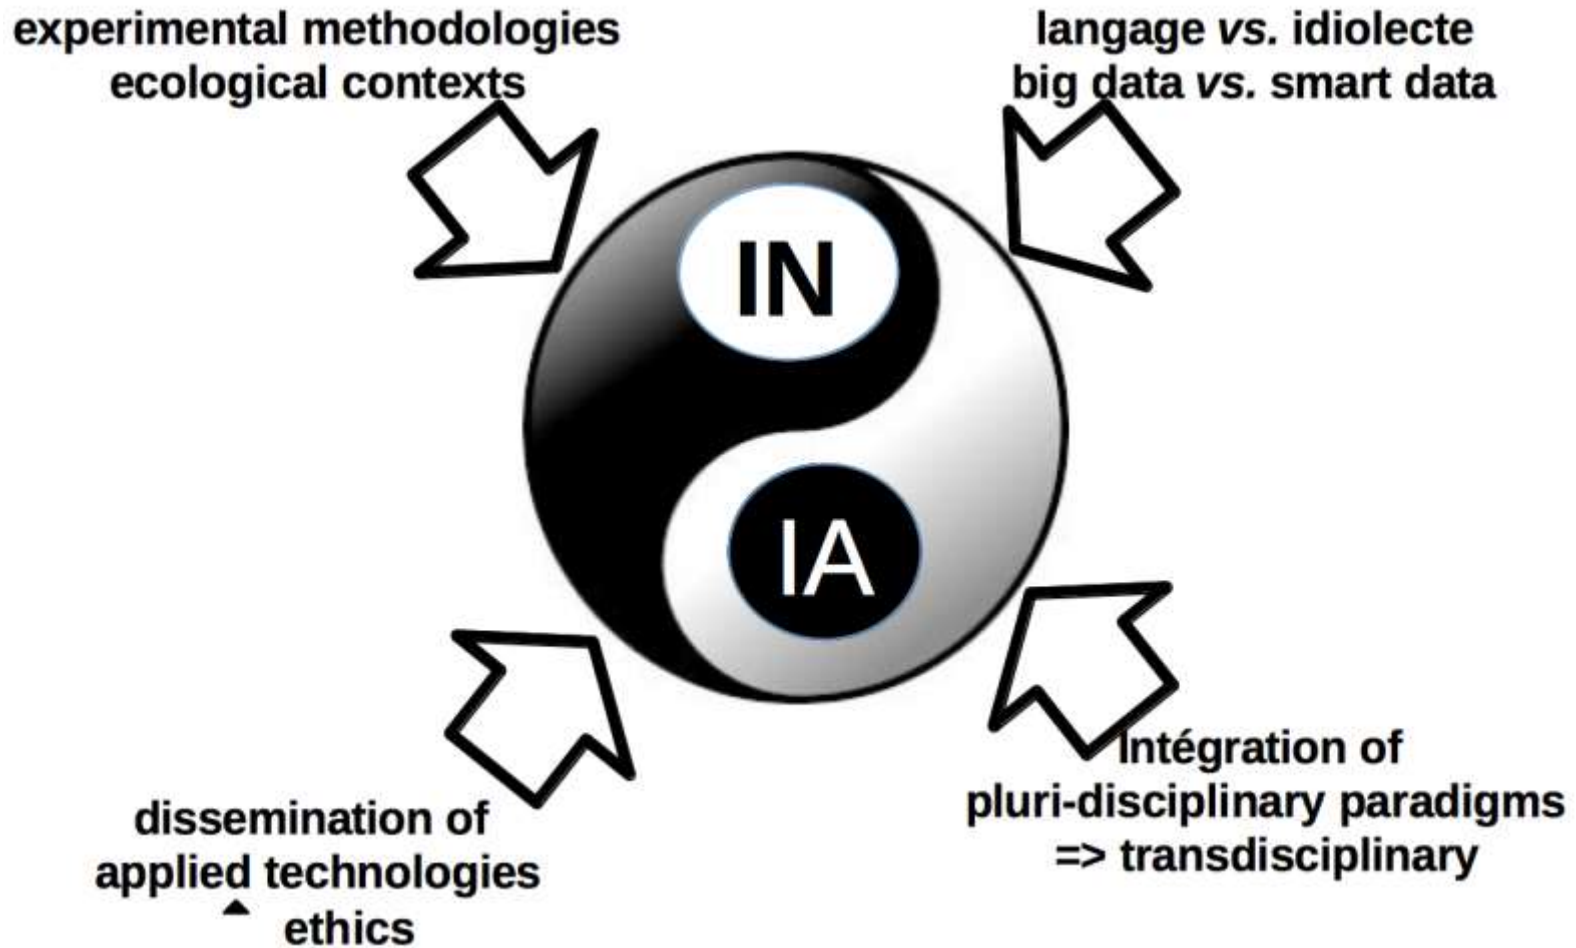 experimental methodologies
ecological contexts
langage vs. idiolecte
big data vs. smart data
IN
IA
Intégration of
pluri-disciplinary paradigms
=> transdisciplinary
dissemination of
applied technologies
ethics